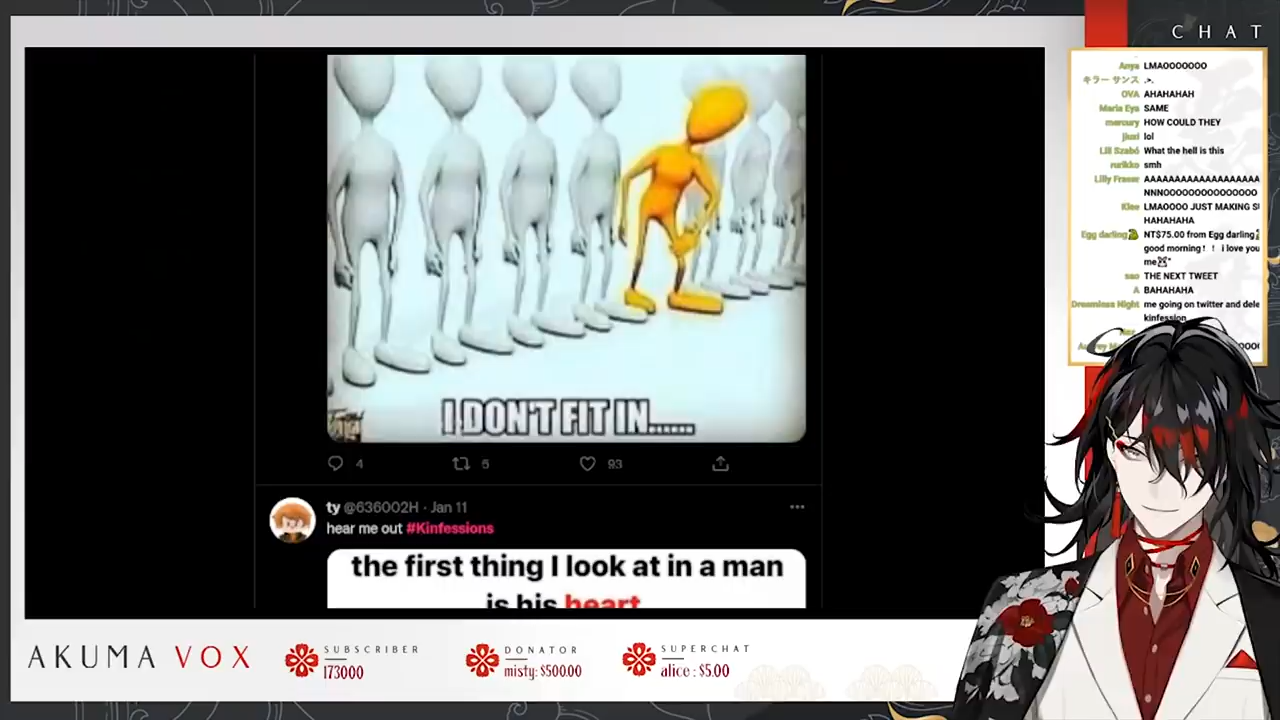 CHAT
Anya LMAOOOOOOO
キラー サンス .>.
OVA AHAHAHAH
Maria Eya SAME
mercury HOW COULD THEY
jiuxi lol
Lili Szabó What the hell is this
rurikko smh
Lilly Fraser AAAAAAAAAAAAAAAAAAA
NNNOOOOOOOOOOOOOO
Klee LMAOOOO JUST MAKING S
HAHAHAHA
Egg darling NT$75.00 from Egg darling
good morning！！ i love you
me
sao THE NEXT TWEET
A BAHAHAHA
Dreamless Night me going on twitter and dele
kinfession
I DON'T FIT IN......
4 5 93
ty @636002H · Jan 11
hear me out #Kinfessions
the first thing I look at in a man
is his heart
AKUMA VOX
SUBSCRIBER
173000
DONATOR
misty: $500.00
SUPERCHAT
alice : $5.00